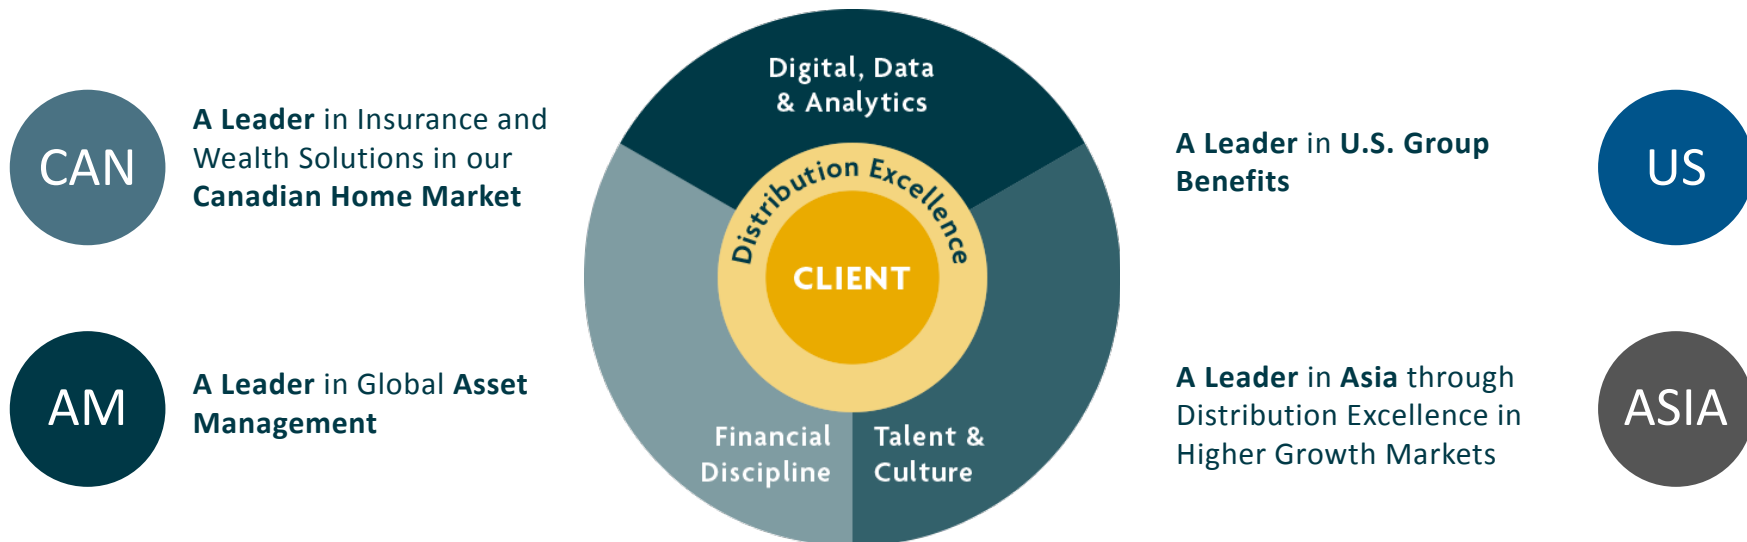 CAN
A Leader in Insurance and
Wealth Solutions in our
Canadian Home Market
AM
A Leader in Global Asset
Management
Digital, Data
& Analytics
Distribution Excellence
CLIENT
Financial
Discipline
Talent &
Culture
A Leader in U.S. Group
Benefits
US
A Leader in Asia through
Distribution Excellence in
Higher Growth Markets
ASIA